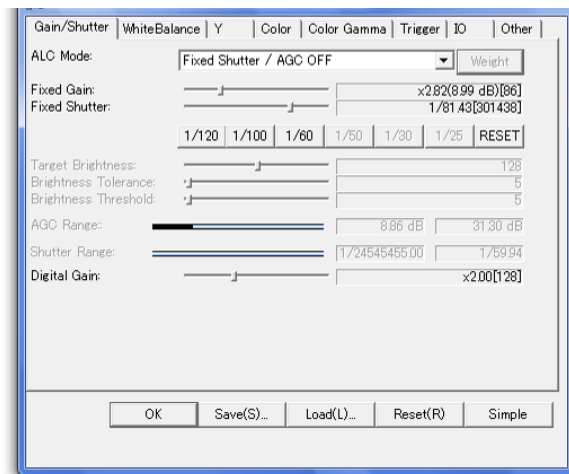 Gain/Shutter WhiteBalance Y Color Color Gamma Trigger IO Other
ALC Mode: Fixed Shutter / AGC OFF Weight
Fixed Gain: x2.82(8.99 dB)[86]
Fixed Shutter: 1/81.43[301438]
1/120 1/100 1/60 1/50 1/30 1/25 RESET
Target Brightness: 128
Brightness Tolerance: 5
Brightness Threshold: 5
AGC Range: 8.86 dB 31.30 dB
Shutter Range: 1/24545455.00 1/59.94
Digital Gain: x2.00[128]
OK Save(S)... Load(L)... Reset(R) Simple